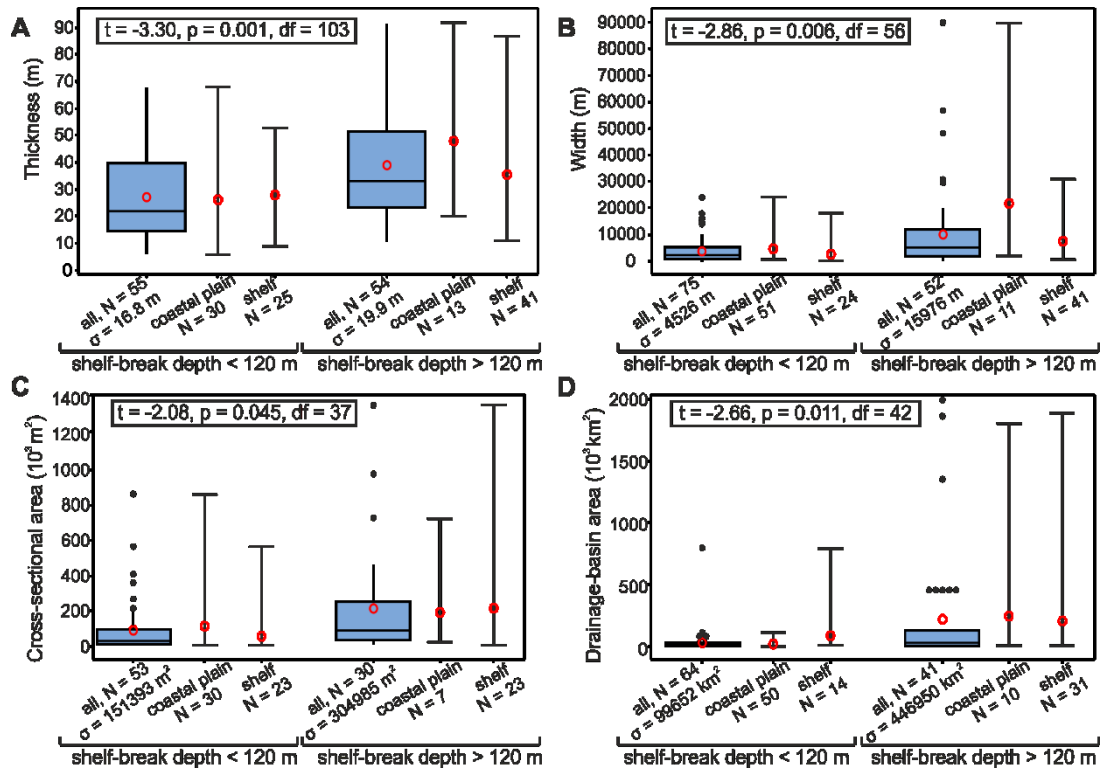 A
t = -3.30, p = 0.001, df = 103
Thickness (m)
90
80
70
60
50
40
30
20
10
0
all, N = 55
σ = 16.8 m
coastal plain
N = 30
shelf
N = 25
all, N = 54
σ = 19.9 m
coastal plain
N = 13
shelf
N = 41
shelf-break depth < 120 m
shelf-break depth > 120 m
B
t = -2.86, p = 0.006, df = 56
Width (m)
90000
80000
70000
60000
50000
40000
30000
20000
10000
0
all, N = 75
σ = 4526 m
coastal plain
N = 51
shelf
N = 24
all, N = 52
σ = 15976 m
coastal plain
N = 11
shelf
N = 41
shelf-break depth < 120 m
shelf-break depth > 120 m
C
t = -2.08, p = 0.045, df = 37
Cross-sectional area (10³m²)
1400
1200
1000
800
600
400
200
0
all, N = 53
σ = 151393 m²
coastal plain
N = 30
shelf
N = 23
all, N = 30
σ = 304985 m²
coastal plain
N = 7
shelf
N = 23
shelf-break depth < 120 m
shelf-break depth > 120 m
D
t = -2.66, p = 0.011, df = 42
Drainage-basin area (10³km²)
2000
1500
1000
500
0
all, N = 64
σ = 99652 km²
coastal plain
N = 50
shelf
N = 14
all, N = 41
σ = 446950 km²
coastal plain
N = 10
shelf
N = 31
shelf-break depth < 120 m
shelf-break depth > 120 m